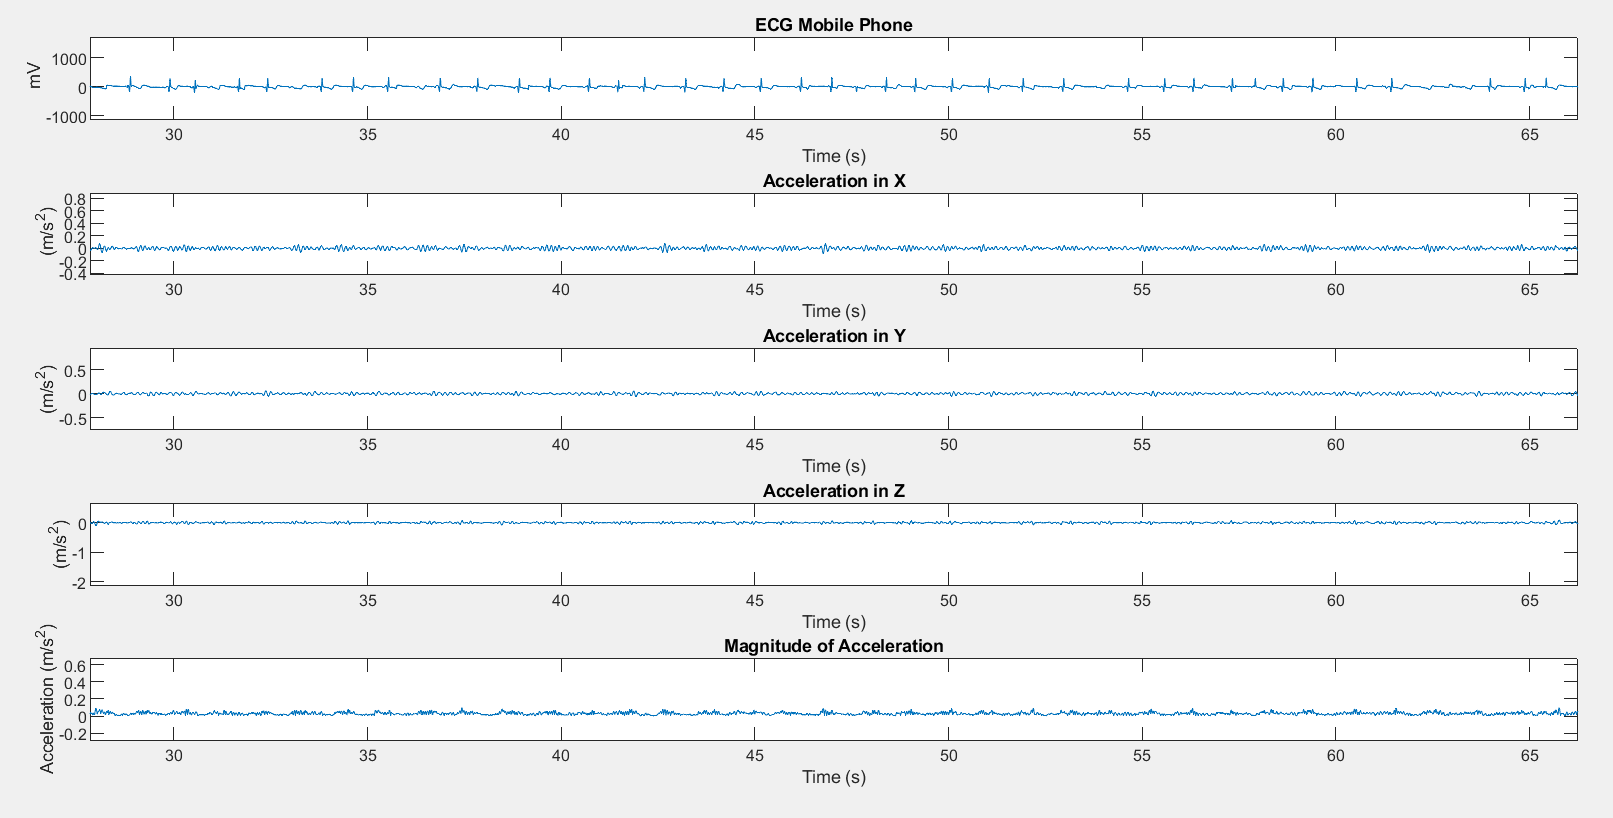 ECG Mobile Phone
mV
1000
0
-1000
30 35 40 45 50 55 60 65
Time (s)
Acceleration in X
(m/s²)
0.8
0.6
0.4
0.2
0
-0.2
-0.4
30 35 40 45 50 55 60 65
Time (s)
Acceleration in Y
(m/s²)
0.5
0
-0.5
30 35 40 45 50 55 60 65
Time (s)
Acceleration in Z
(m/s²)
0
-1
-2
30 35 40 45 50 55 60 65
Time (s)
Magnitude of Acceleration
Acceleration (m/s²)
0.6
0.4
0.2
0
-0.2
30 35 40 45 50 55 60 65
Time (s)